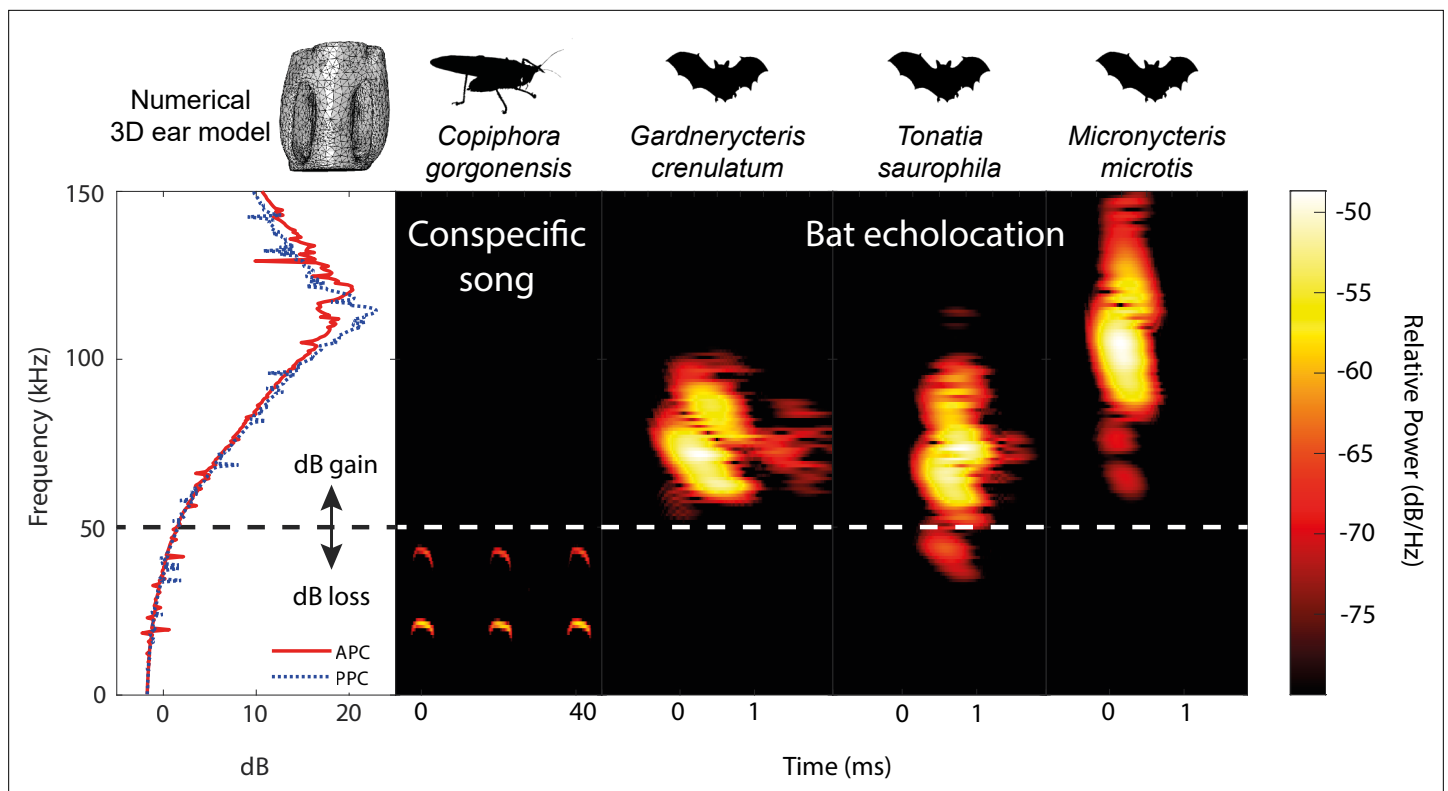 Numerical
3D ear model
Copiphora
gorgonensis
Gardnerycteris
crenulatum
Tonatia
saurophila
Micronycteris
microtis
Frequency (kHz)
150
100
50
0
dB gain
dB loss
APC
PPC
0
10
20
dB
Conspecific
song
Bat echolocation
0
40
0
1
0
1
0
1
Time (ms)
-50
-55
-60
-65
-70
-75
Relative Power (dB/Hz)